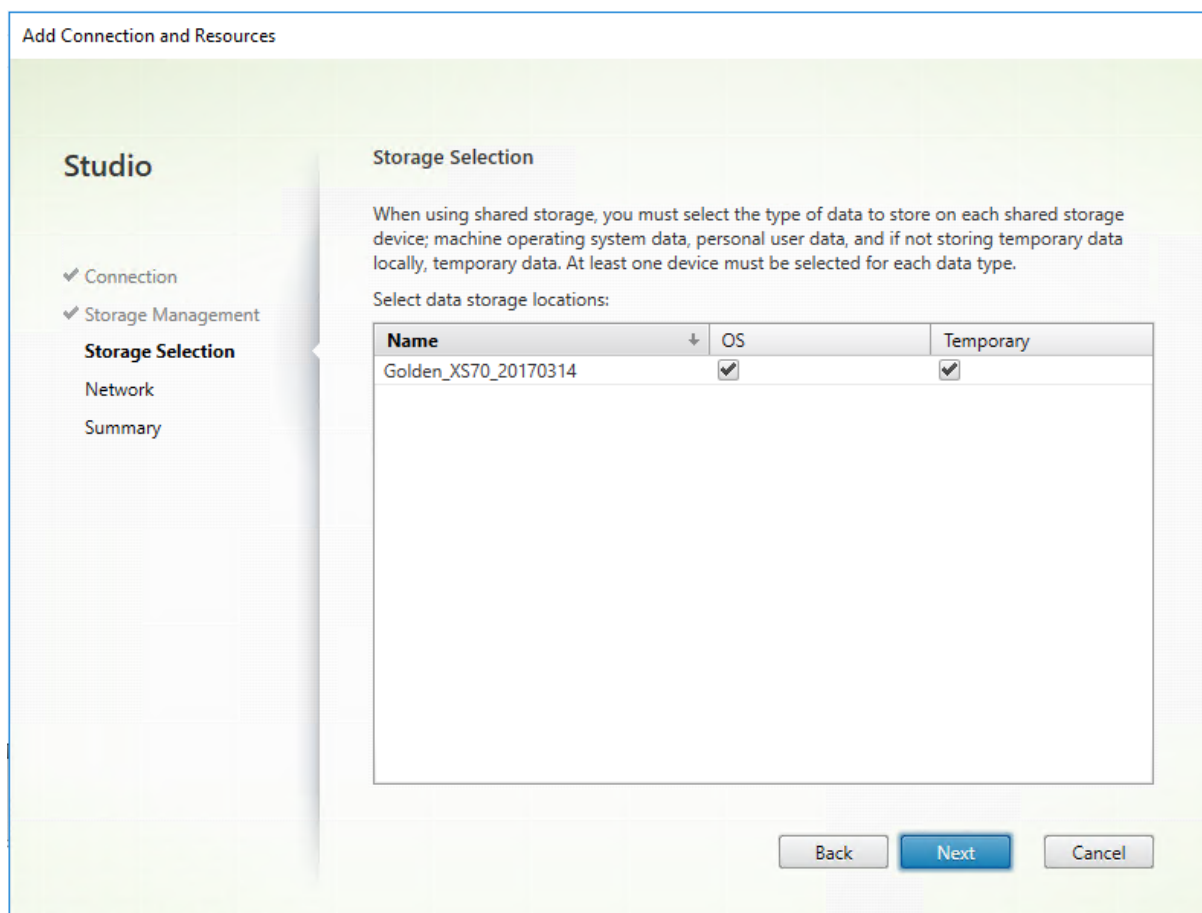 Add Connection and Resources
Studio
Connection
Storage Management
Storage Selection
Network
Summary
Storage Selection
When using shared storage, you must select the type of data to store on each shared storage
device; machine operating system data, personal user data, and if not storing temporary data
locally, temporary data. At least one device must be selected for each data type.
Select data storage locations:
Name OS Temporary
Golden_XS70_20170314
Back Next Cancel